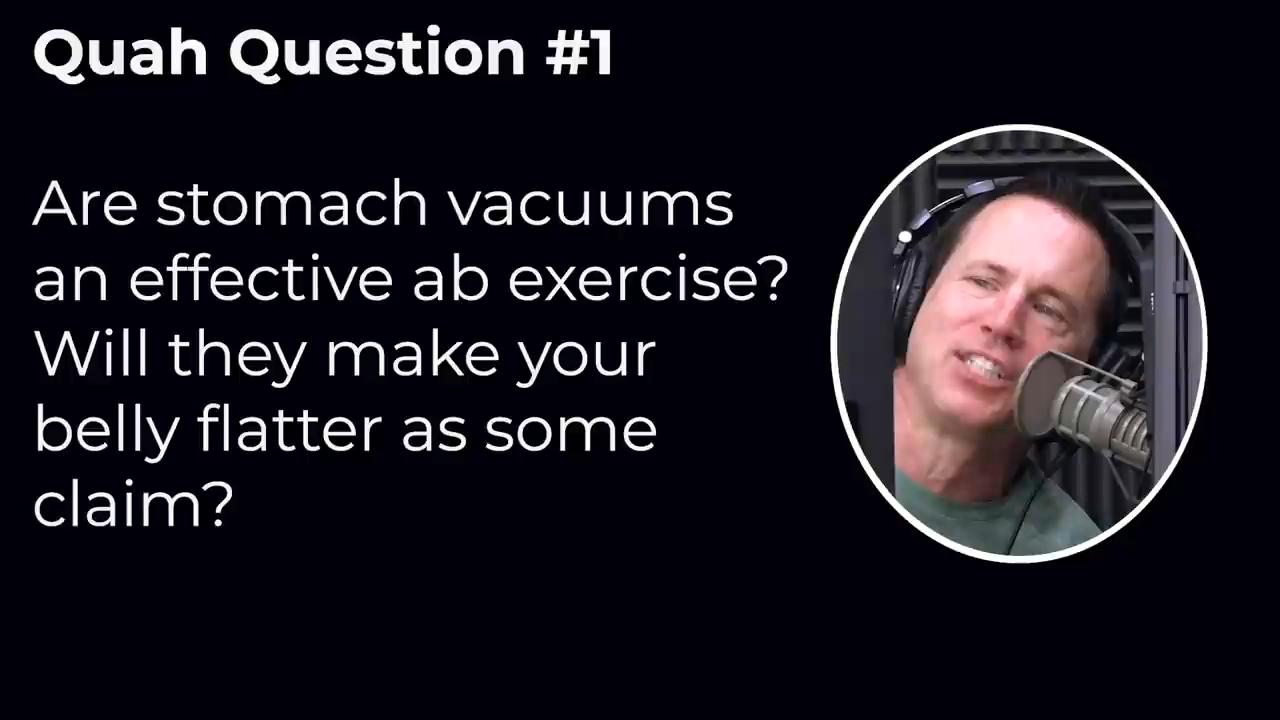 Quah Question #1
Are stomach vacuums
an effective ab exercise?
Will they make your
belly flatter as some
claim?